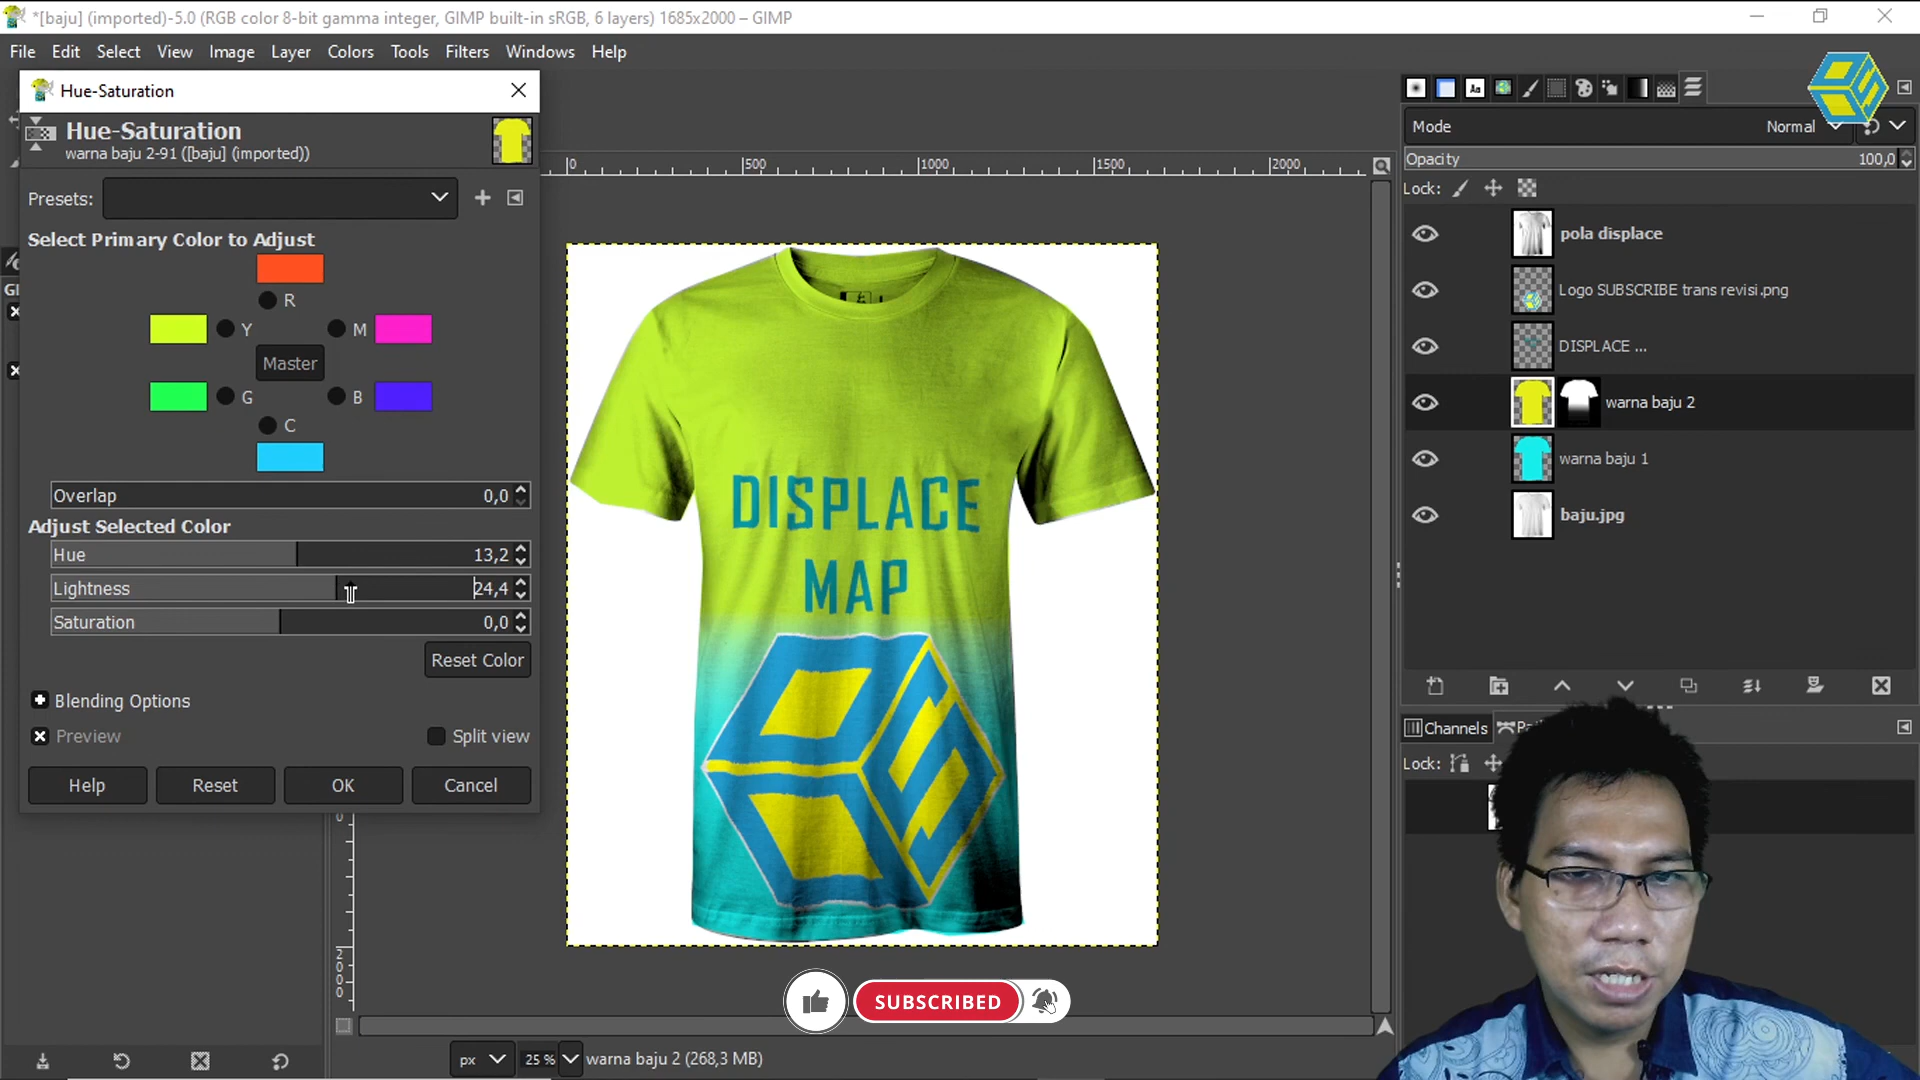 *[baju] (imported)-5.0 (RGB color 8-bit gamma integer, GIMP built-in sRGB, 6 layers) 1685x2000 – GIMP
File Edit Select View Image Layer Colors Tools Filters Windows Help
Hue-Saturation
Hue-Saturation
warna baju 2-91 ([baju] (imported))
Presets:
Select Primary Color to Adjust
R
Y
M
Master
G
B
C
Overlap 0,0
Adjust Selected Color
Hue 13,2
Lightness 24,4
Saturation 0,0
Reset Color
Blending Options
Preview
Split view
Help
Reset
OK
Cancel
0 500 1000 1500 2000
DISPLACE
MAP
2000
SUBSCRIBED
px 25 % warna baju 2 (268,3 MB)
Aa
Mode Normal
Opacity 100,0
Lock:
pola displace
Logo SUBSCRIBE trans revisi.png
DISPLACE ...
warna baju 2
warna baju 1
baju.jpg
Channels
Lock: